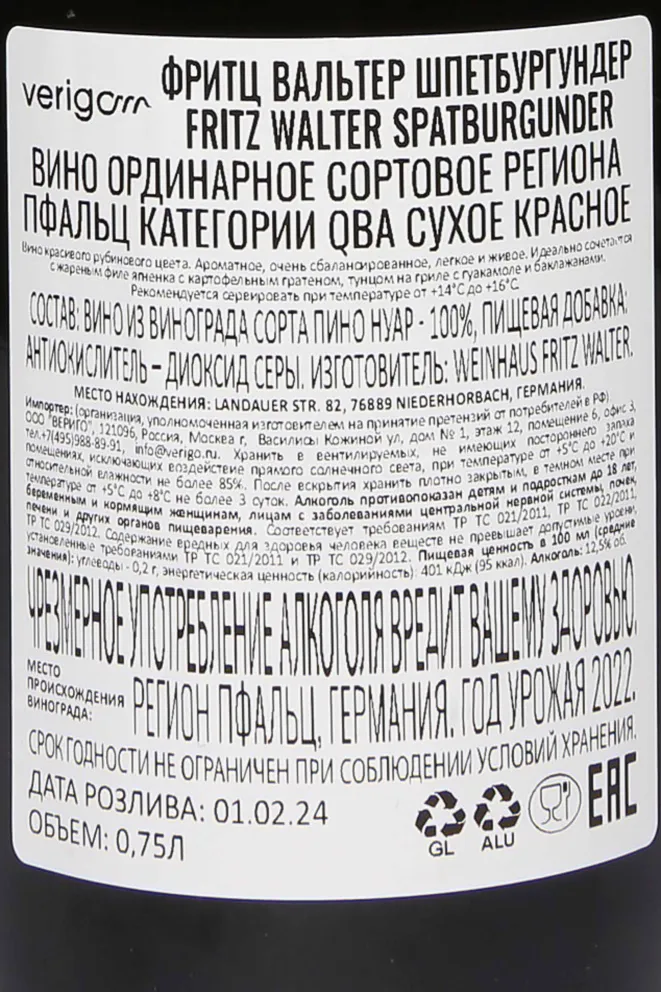 verigo
ФРИТЦ ВАЛЬТЕР ШПЕТБУРГУНДЕР
FRITZ WALTER SPATBURGUNDER
ВИНО ОРДИНАРНОЕ СОРТОВОЕ РЕГИОНА
ПФАЛЬЦ КАТЕГОРИИ QBA СУХОЕ КРАСНОЕ
Вино красивого рубинового цвета. Ароматное, очень сбалансированное, легкое и живое. Идеально сочетается
с жареным филе ягненка с картофельным гратеном, тунцом на гриле с гуакамоле и баклажанами.
Рекомендуется сервировать при температуре от +14°С до +16°С
СОСТАВ: ВИНО ИЗ ВИНОГРАДА СОРТА ПИНО НУАР - 100%, ПИЩЕВАЯ ДОБАВКА:
АНТИОКИСЛИТЕЛЬ – ДИОКСИД СЕРЫ. ИЗГОТОВИТЕЛЬ: WEINHAUS FRITZ WALTER.
МЕСТО НАХОЖДЕНИЯ: LANDAUER STR. 82, 76889 NIEDERHORBACH, ГЕРМАНИЯ.
Импортер: (организация, уполномоченная изготовителем на принятие претензий от потребителей в РФ)
ООО "ВЕРИГО", 121096, Россия, Москва г, Василисы Кожиной ул, дом № 1, этаж 12, помещение 6, офис 3,
тел.+7(495)988-89-91, info@verigo.ru. Хранить в вентилируемых, не имеющих постороннего запаха
помещениях, исключающих воздействие прямого солнечного света, при температуре от +5°С до +20°С и
относительной влажности не более 85%. После вскрытия хранить плотно закрытым, в темном месте при
температуре от +5°С до +8°С не более 3 суток. Алкоголь противопоказан детям и подросткам до 18 лет,
беременным и кормящим женщинам, лицам с заболеваниями центральной нервной системы, почек,
печени и других органов пищеварения. Соответствует требованиям ТР ТС 021/2011, ТР ТС 022/2011,
ТР ТС 029/2012. Содержание вредных для здоровья человека веществ не превышает допустимые уровни,
установленные требованиями ТР ТС 021/2011 и ТР ТС 029/2012. Пищевая ценность в 100 мл (средние
значения): углеводы - 0,2 г, энергетическая ценность (калорийность): 401 кДж (95 ккал). Алкоголь: 12,5% об.
ЧРЕЗМЕРНОЕ УПОТРЕБЛЕНИЕ АЛКОГОЛЯ ВРЕДИТ ВАШЕМУ ЗДОРОВЬЮ.
МЕСТО
ПРОИСХОЖДЕНИЯ
ВИНОГРАДА:
РЕГИОН ПФАЛЬЦ, ГЕРМАНИЯ. ГОД УРОЖАЯ 2022.
СРОК ГОДНОСТИ НЕ ОГРАНИЧЕН ПРИ СОБЛЮДЕНИИ УСЛОВИЙ ХРАНЕНИЯ.
ДАТА РОЗЛИВА: 01.02.24
ОБЪЕМ: 0,75Л
GL
ALU
EAC